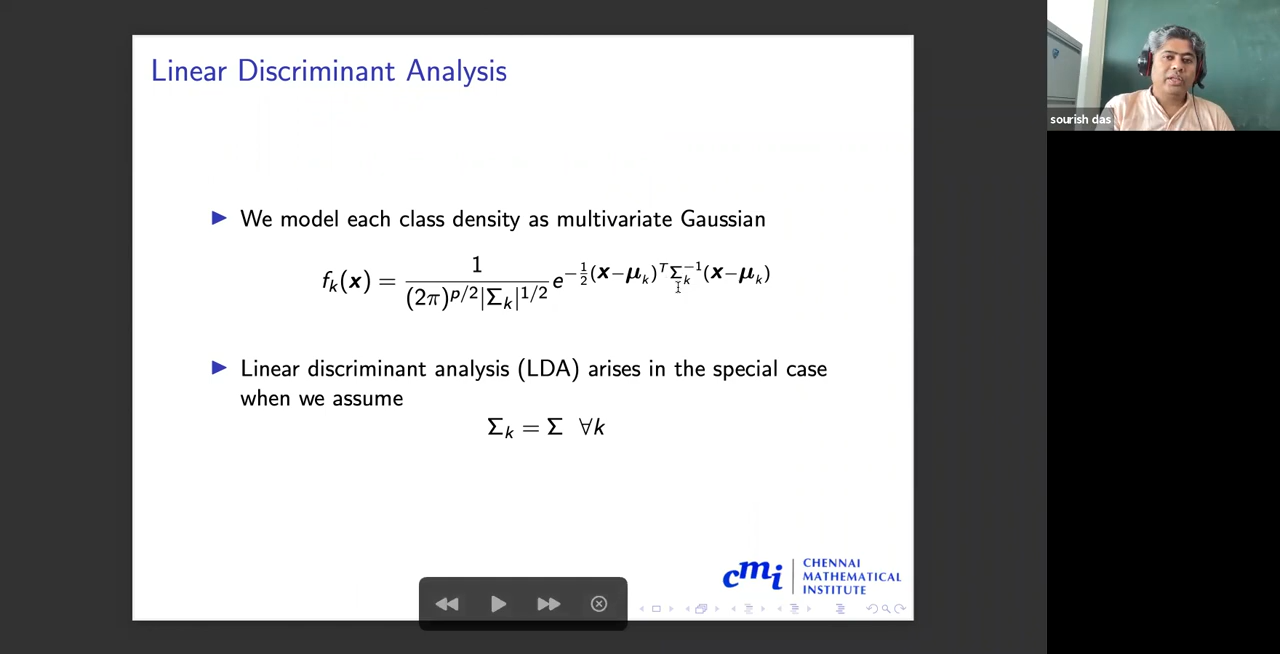 Linear Discriminant Analysis
sourish das
▶ We model each class density as multivariate Gaussian
f_k(x) = \frac{1}{(2π)^{p/2}|Σ_k|^{1/2}} e^{-\frac{1}{2}(x−μ_k)^T Σ_k^{-1}(x−μ_k)}
▶ Linear discriminant analysis (LDA) arises in the special case
when we assume
Σ_k = Σ ∀k
cmi
CHENNAI
MATHEMATICAL
INSTITUTE